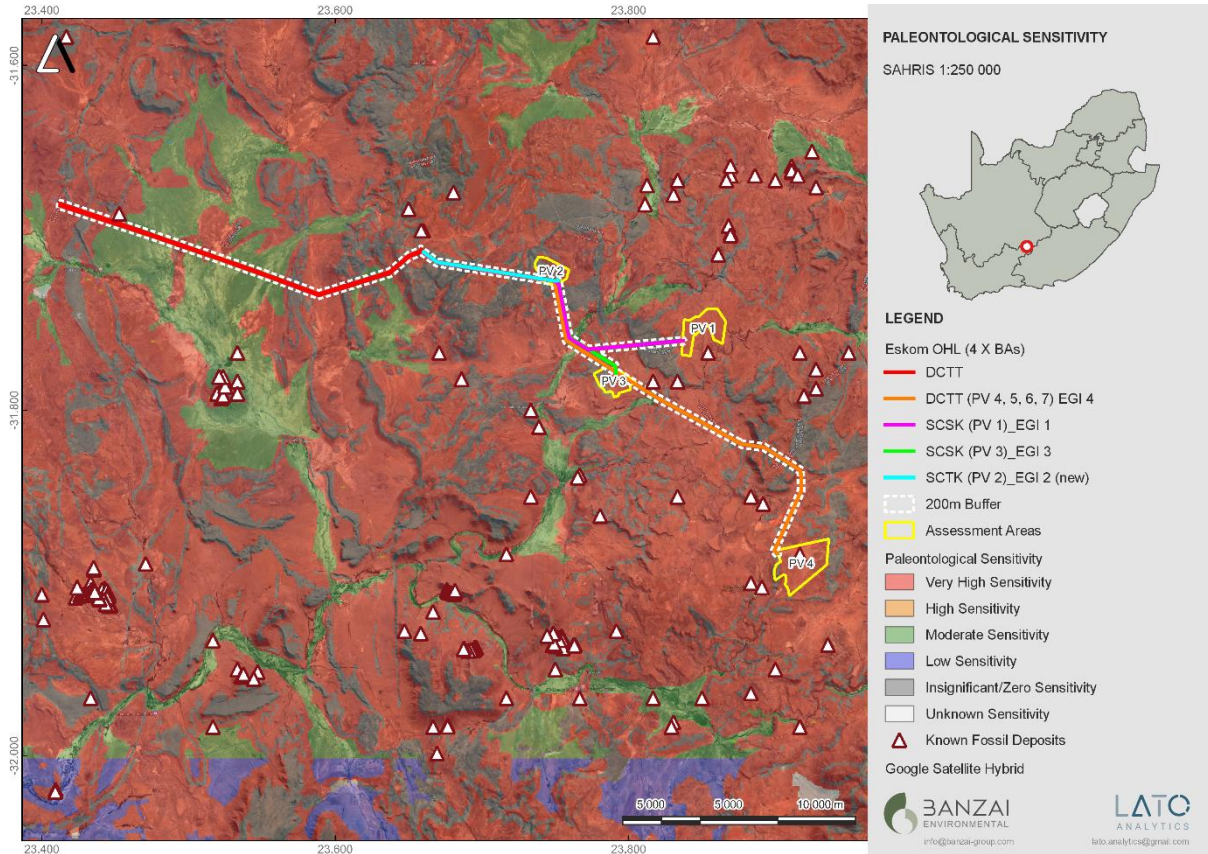 23.400
23.600
23.800
-31.600
-31.800
-32.000
PV 2
PV 1
PV 3
PV 4
5 000
5 000
10 000 m
PALEONTOLOGICAL SENSITIVITY
SAHRIS 1:250 000
LEGEND
Eskom OHL (4 X BAs)
DCTT
DCTT (PV 4, 5, 6, 7) EGI 4
SCSK (PV 1)_EGI 1
SCSK (PV 3)_EGI 3
SCTK (PV 2)_EGI 2 (new)
200m Buffer
Assessment Areas
Paleontological Sensitivity
Very High Sensitivity
High Sensitivity
Moderate Sensitivity
Low Sensitivity
Insignificant/Zero Sensitivity
Unknown Sensitivity
Known Fossil Deposits
Google Satellite Hybrid
BANZAI
ENVIRONMENTAL
info@banzai-group.com
LATO
ANALYTICS
lato.analytics@gmail.com